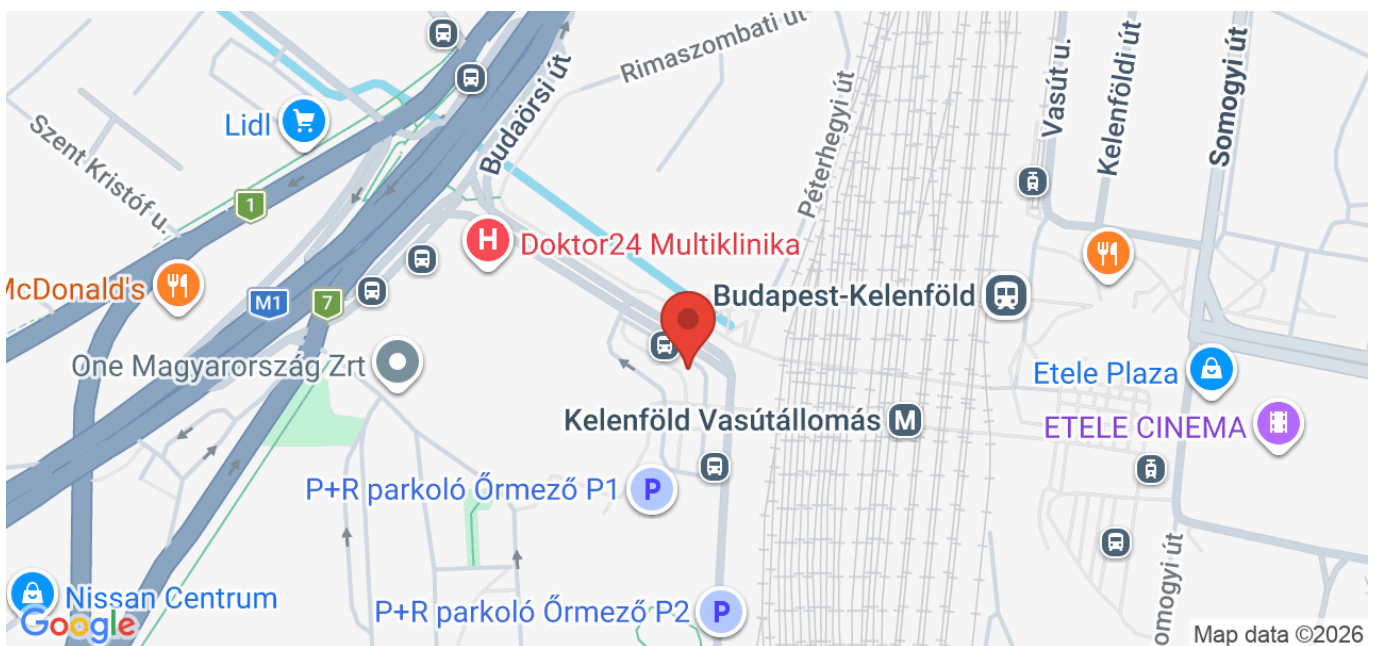 Rimaszombati út
Budaörsi út
Péterhegyi út
Vasút u.
Kelenföldi út
Somogyi út
Lidl
Szent Kristóf u.
1
H
Doktor24 Multiklinika
McDonald's
M1
7
Budapest-Kelenföld
One Magyarország Zrt
Etele Plaza
Kelenföld Vasútállomás M
ETELE CINEMA
P+R parkoló Őrmező P1 P
omogyi út
Nissan Centrum
P+R parkoló Őrmező P2 P
Google
Map data ©2026